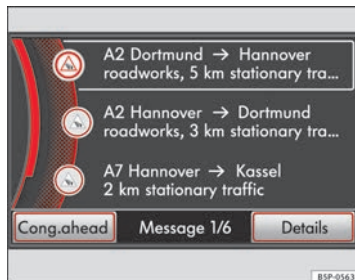 A2 Dortmund → Hannover
roadworks, 5 km stationary tra...
A2 Hannover → Dortmund
roadworks, 3 km stationary tra...
A7 Hannover → Kassel
2 km stationary traffic
Cong.ahead Message 1/6 Details
BSP-0563